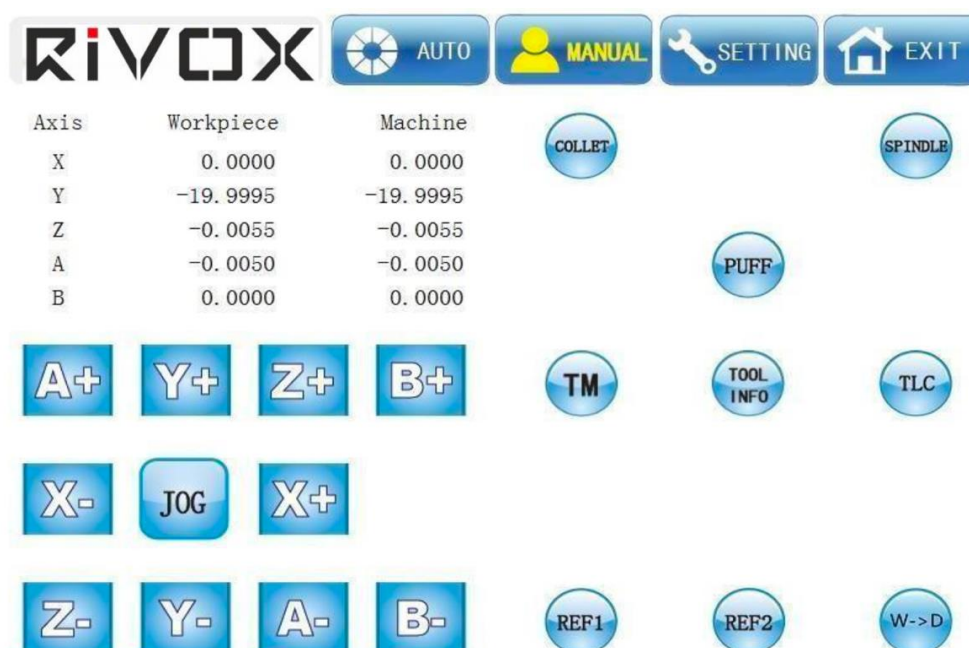 RiVOX AUTO MANUAL SETTING EXIT
Axis Workpiece Machine
X 0.0000 0.0000
Y -19.9995 -19.9995
Z -0.0055 -0.0055
A -0.0050 -0.0050
B 0.0000 0.0000
COLLET SPINDLE
PUFF
A+ Y+ Z+ B+
TM
TOOL
INFO
TLC
X- JOG X+
Z- Y- A- B-
REF1 REF2 W->D